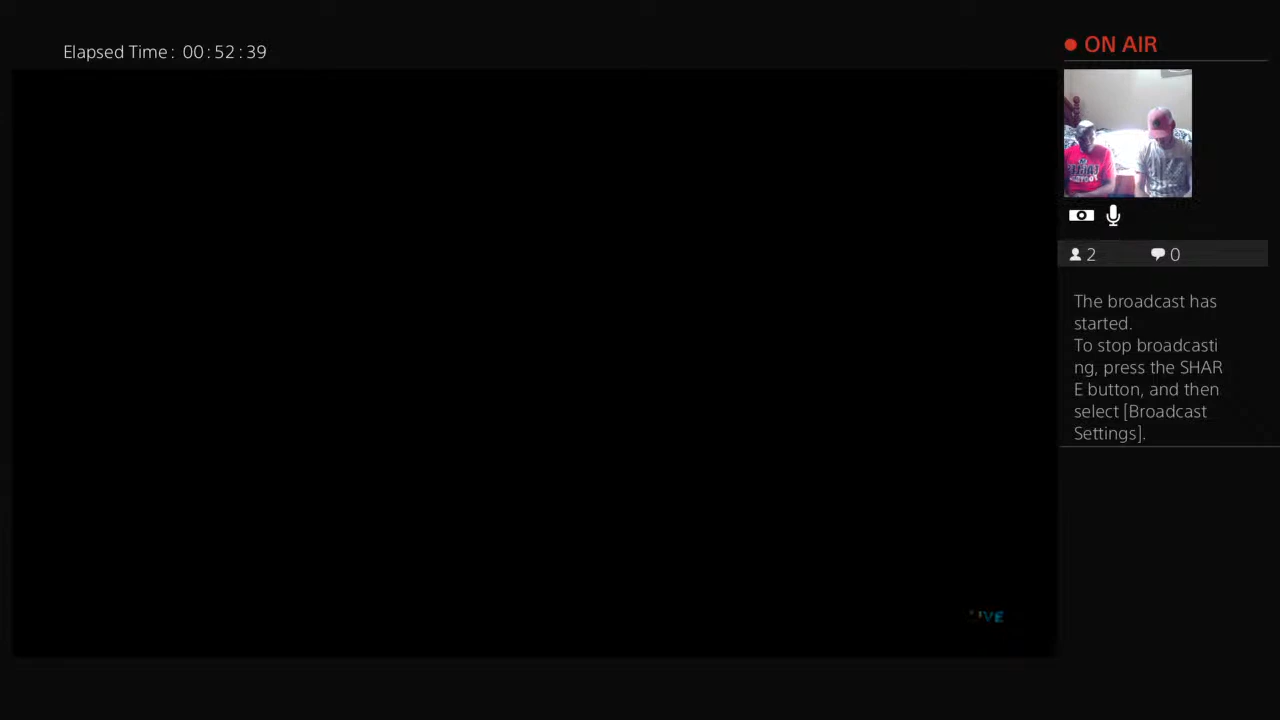 Elapsed Time: 00:52:39
ON AIR
2
0
The broadcast has
started.
To stop broadcasti
ng, press the SHAR
E button, and then
select [Broadcast
Settings].